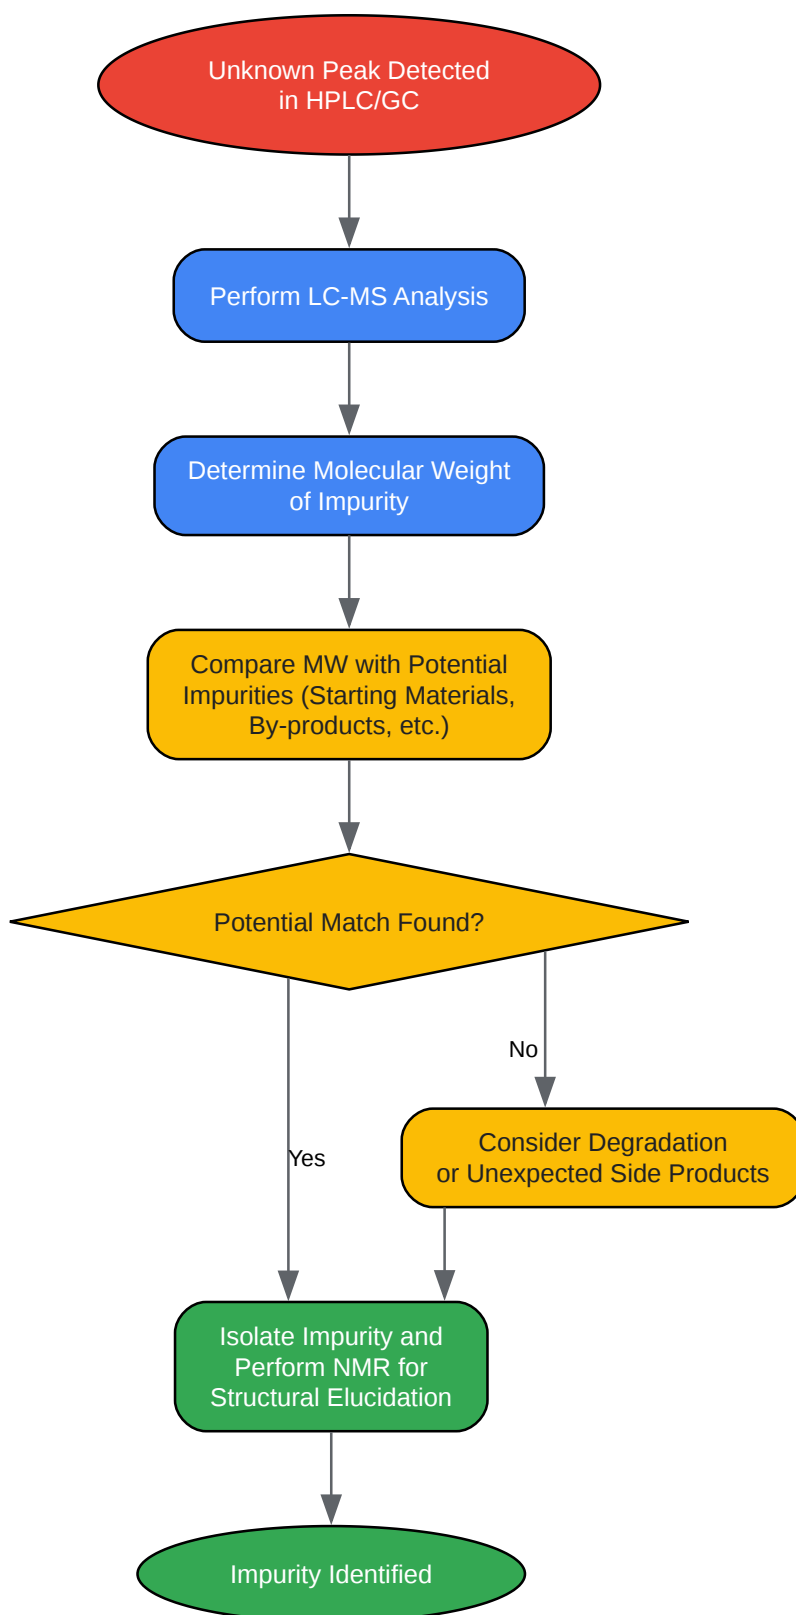 Unknown Peak Detected
in HPLC/GC
Perform LC-MS Analysis
Determine Molecular Weight
of Impurity
Compare MW with Potential
Impurities (Starting Materials,
By-products, etc.)
Potential Match Found?
No
Consider Degradation
or Unexpected Side Products
Yes
Isolate Impurity and
Perform NMR for
Structural Elucidation
Impurity Identified